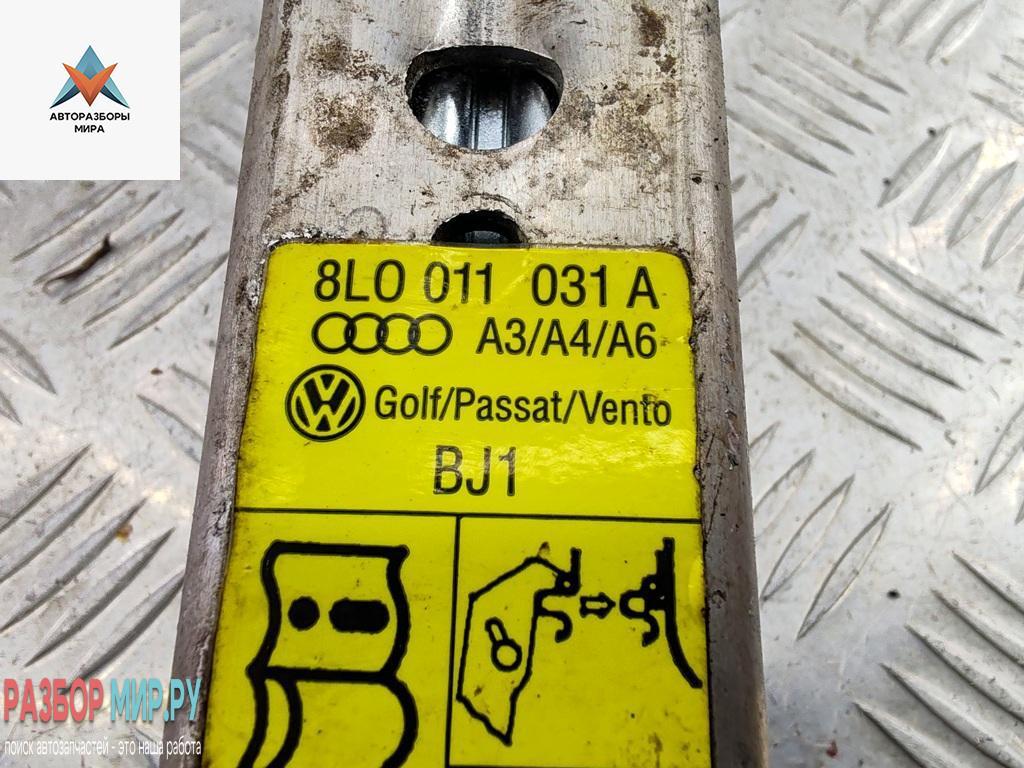 АВТОРАЗБОРЫ
МИРА
8L0 011 031 A
A3/A4/A6
VW Golf/Passat/Vento
BJ1
РАЗБОР МИР.РУ
поиск автозапчастей - это наша работа